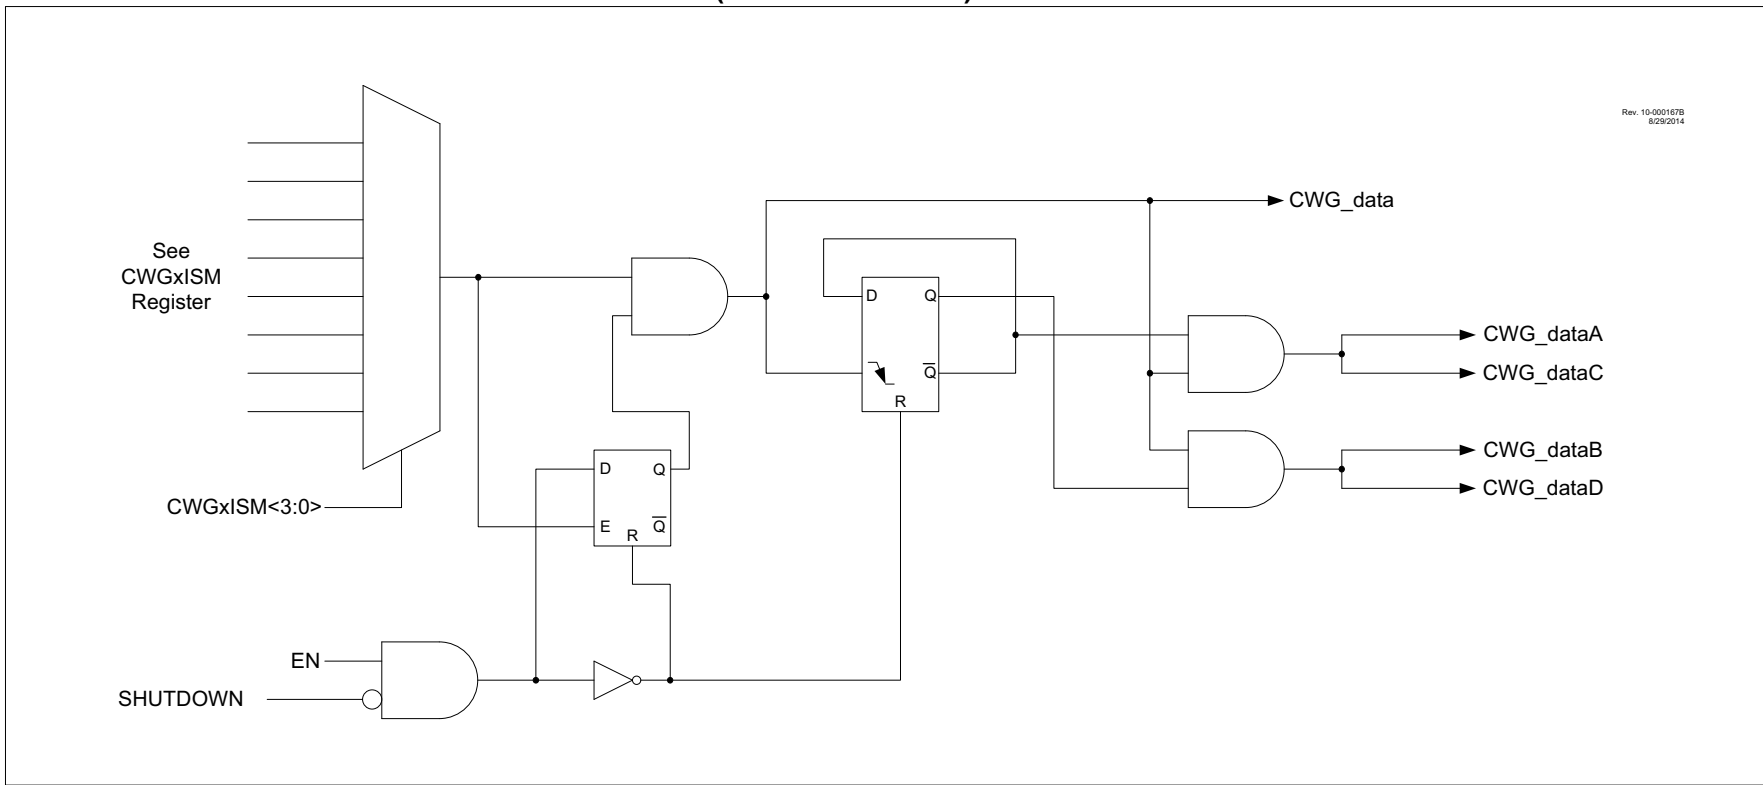 Rev. 10-000167B
8/29/2014
CWG_data
See
CWGxISM
Register
D
Q
Q̅
R
CWG_dataA
CWG_dataC
CWG_dataB
CWG_dataD
D
Q
E
Q̅
R
CWGxISM<3:0>
EN
SHUTDOWN